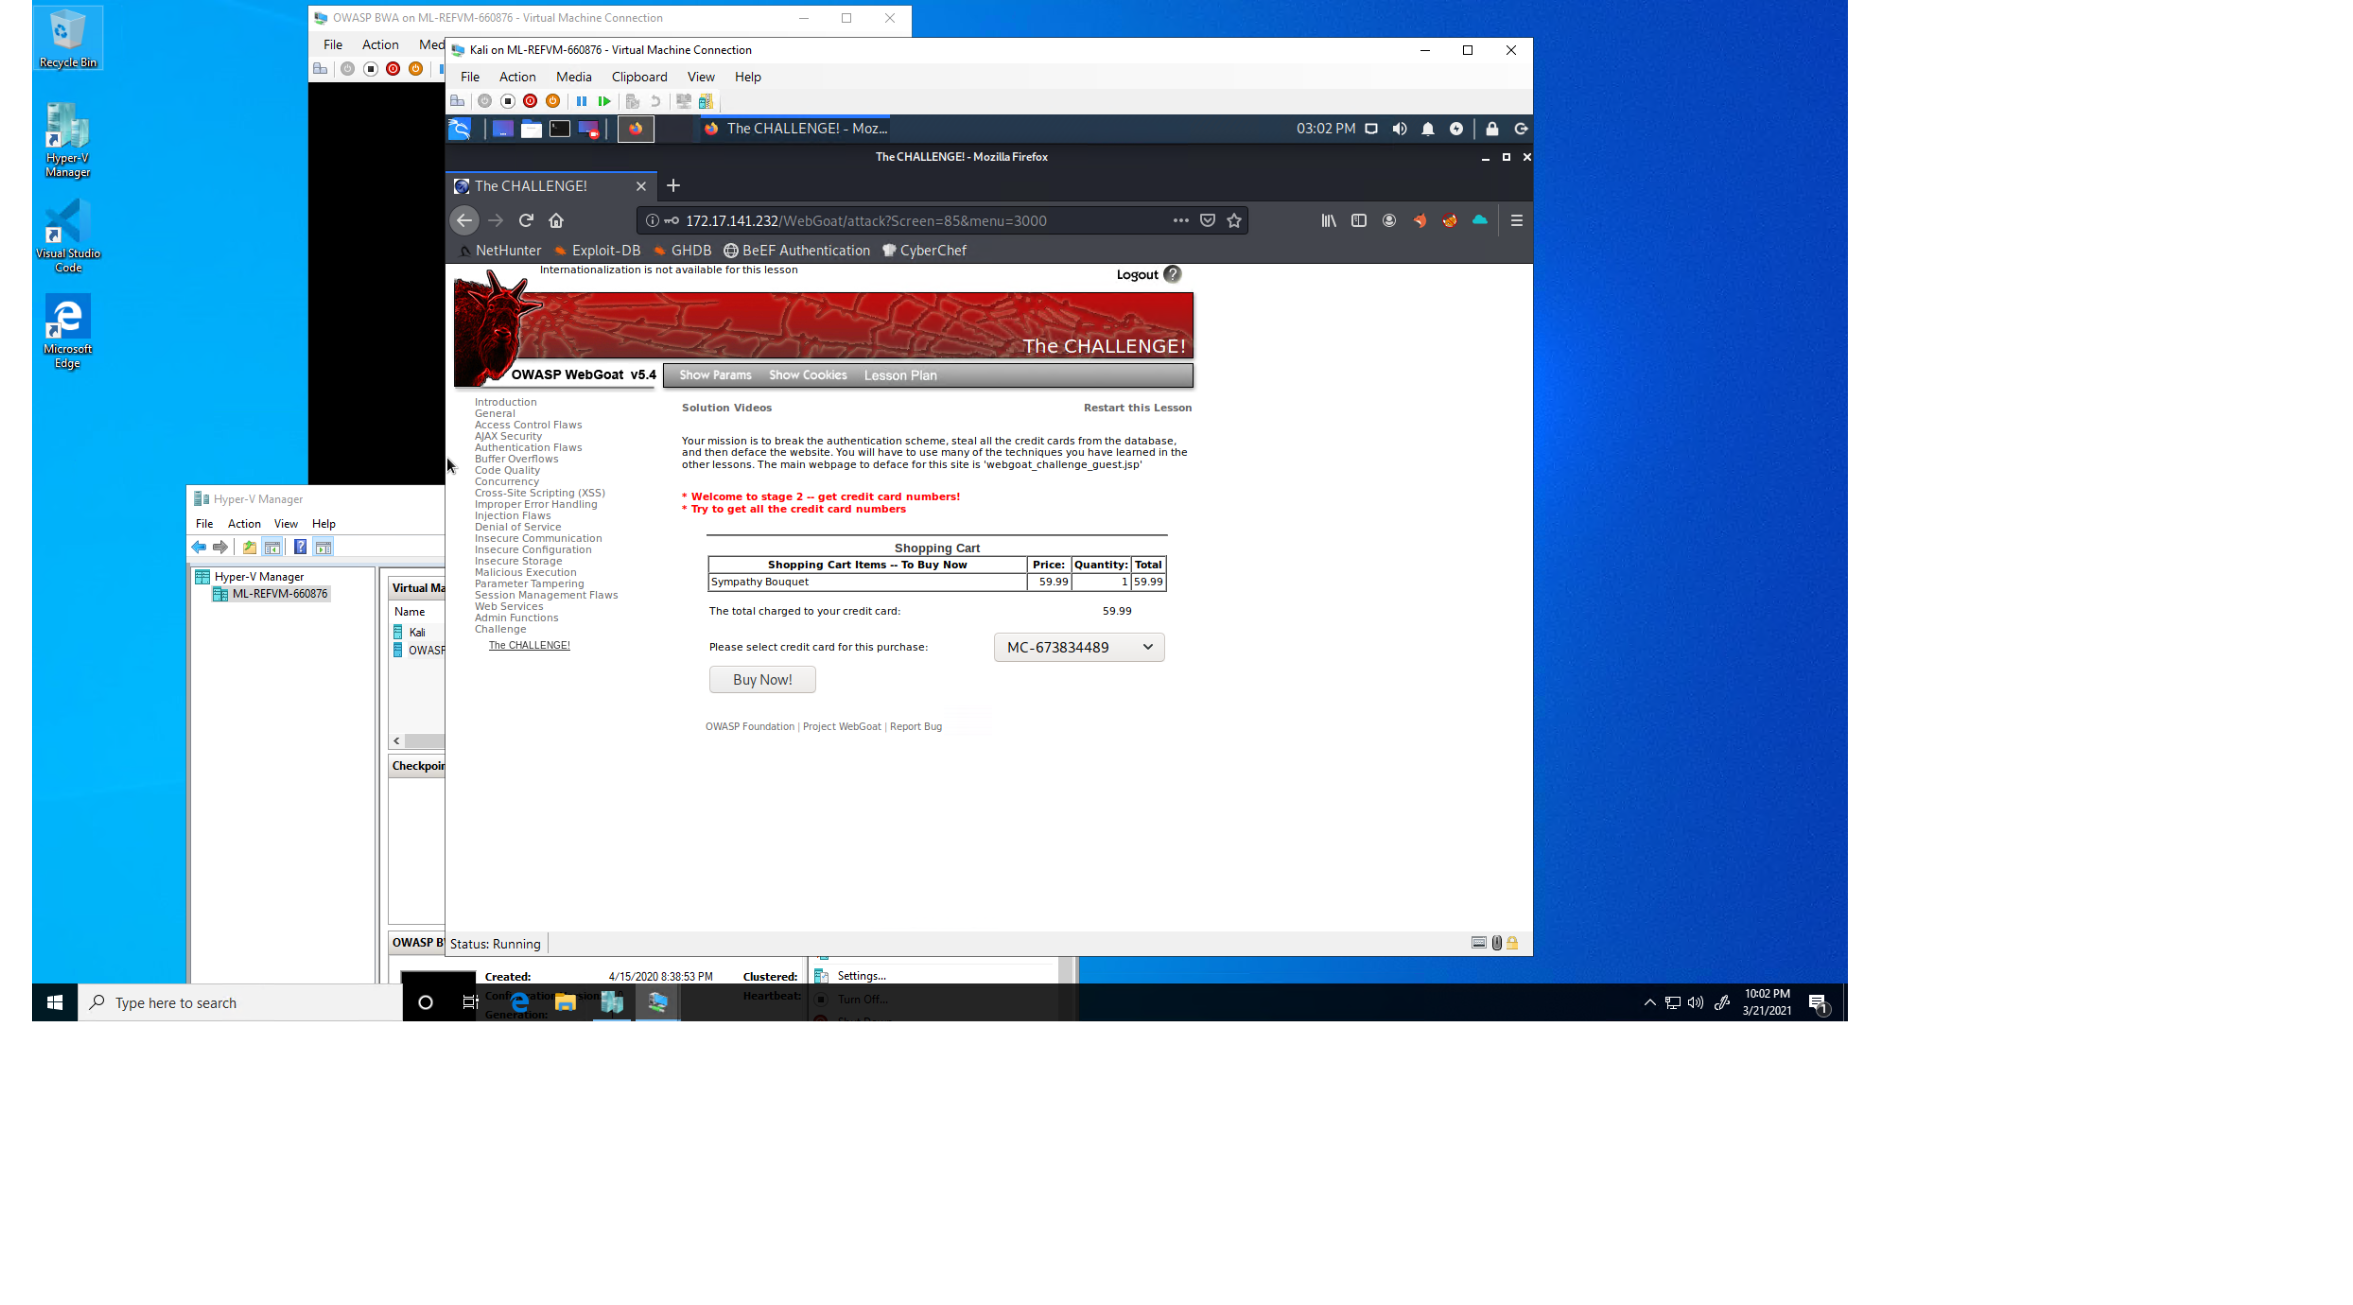 Recycle Bin
Hyper-V
Manager
Visual Studio
Code
Microsoft
Edge
OWASP BWA on ML-REFVM-660876 - Virtual Machine Connection
File Action Med
Kali on ML-REFVM-660876 - Virtual Machine Connection
File Action Media Clipboard View Help
The CHALLENGE! - Moz...
03:02 PM
The CHALLENGE! - Mozilla Firefox
The CHALLENGE!
172.17.141.232/WebGoat/attack?Screen=85&menu=3000
NetHunter Exploit-DB GHDB BeEF Authentication CyberChef
Internationalization is not available for this lesson
Logout ?
The CHALLENGE!
OWASP WebGoat v5.4
Show Params Show Cookies Lesson Plan
Introduction
General
Access Control Flaws
AJAX Security
Authentication Flaws
Buffer Overflows
Code Quality
Concurrency
Cross-Site Scripting (XSS)
Improper Error Handling
Injection Flaws
Denial of Service
Insecure Communication
Insecure Configuration
Insecure Storage
Malicious Execution
Parameter Tampering
Session Management Flaws
Web Services
Admin Functions
Challenge
The CHALLENGE!
Solution Videos Restart this Lesson
Your mission is to break the authentication scheme, steal all the credit cards from the database,
and then deface the website. You will have to use many of the techniques you have learned in the
other lessons. The main webpage to deface for this site is 'webgoat_challenge_guest.jsp'
* Welcome to stage 2 -- get credit card numbers!
* Try to get all the credit card numbers
Shopping Cart
Shopping Cart Items -- To Buy Now Price: Quantity: Total
Sympathy Bouquet 59.99 1 59.99
The total charged to your credit card: 59.99
Please select credit card for this purchase: MC-673834489
Buy Now!
OWASP Foundation | Project WebGoat | Report Bug
Status: Running
Hyper-V Manager
File Action View Help
Hyper-V Manager
ML-REFVM-660876
Virtual Ma
Name
Kali
OWASP
Checkpoin
OWASP B
Created: 4/15/2020 8:38:53 PM Clustered:
Heartbeat:
Generation:
Settings...
Turn Off...
Type here to search
10:02 PM
3/21/2021
1